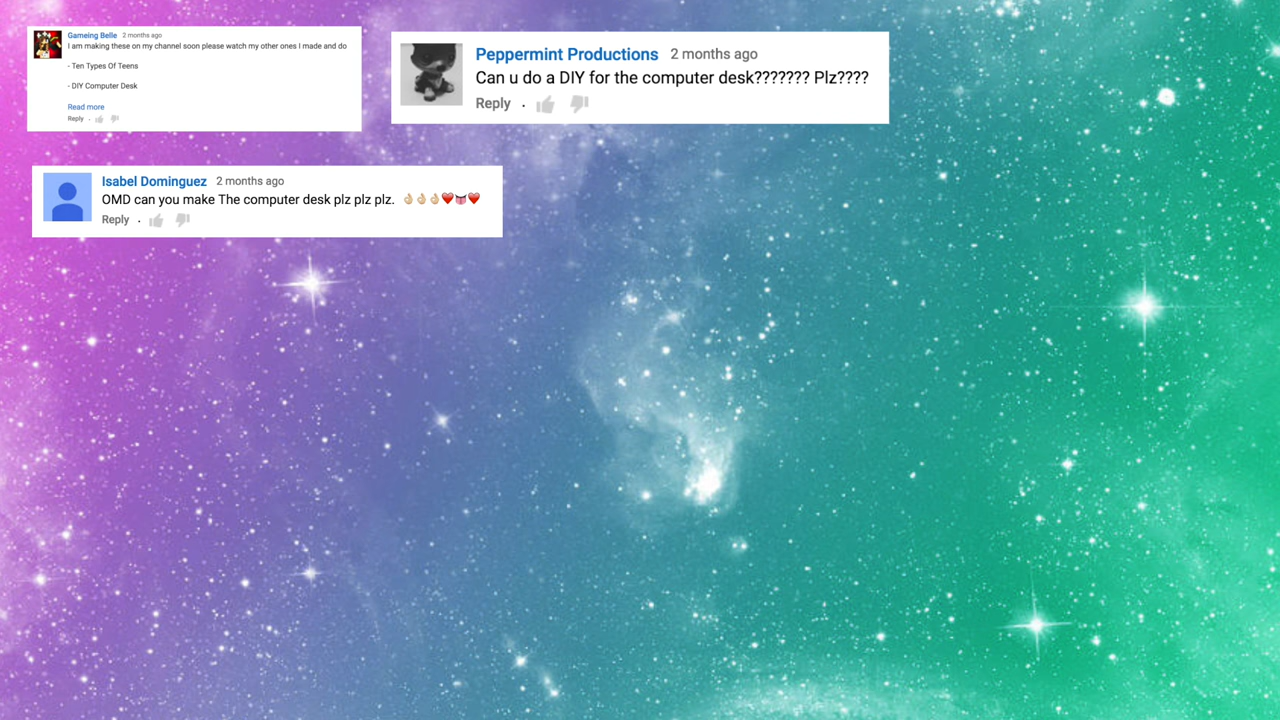 Gameing Belle 2 months ago
I am making these on my channel soon please watch my other ones I made and do
- Ten Types Of Teens
- DIY Computer Desk
Read more
Reply .
Peppermint Productions 2 months ago
Can u do a DIY for the computer desk??????? Plz????
Reply .
Isabel Dominguez 2 months ago
OMD can you make The computer desk plz plz plz. 👌🏼👌🏼👌🏼❤️👅❤️
Reply .